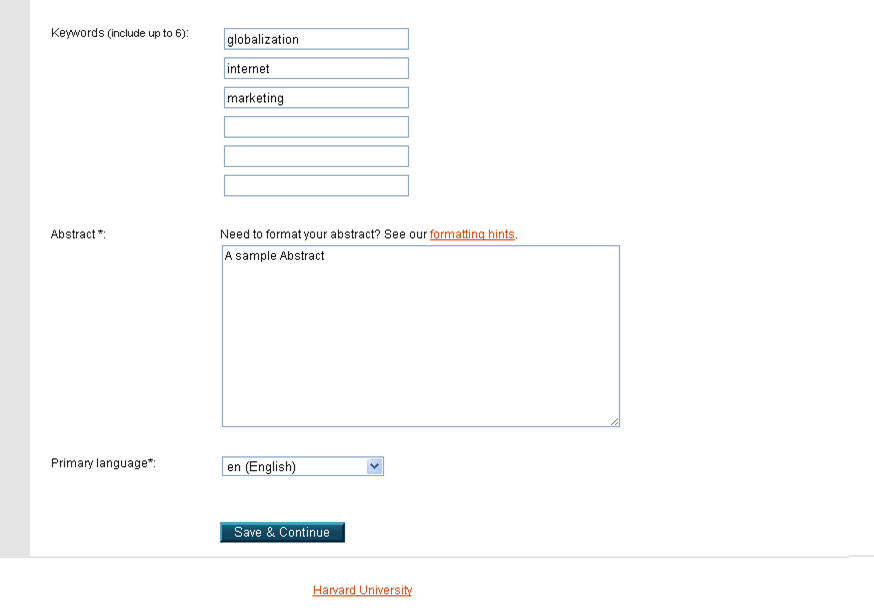 Keywords (include up to 6):
globalization
internet
marketing
Abstract *:
Need to format your abstract? See our formatting hints.
A sample Abstract
Primary language*:
en (English)
Save & Continue
Harvard University